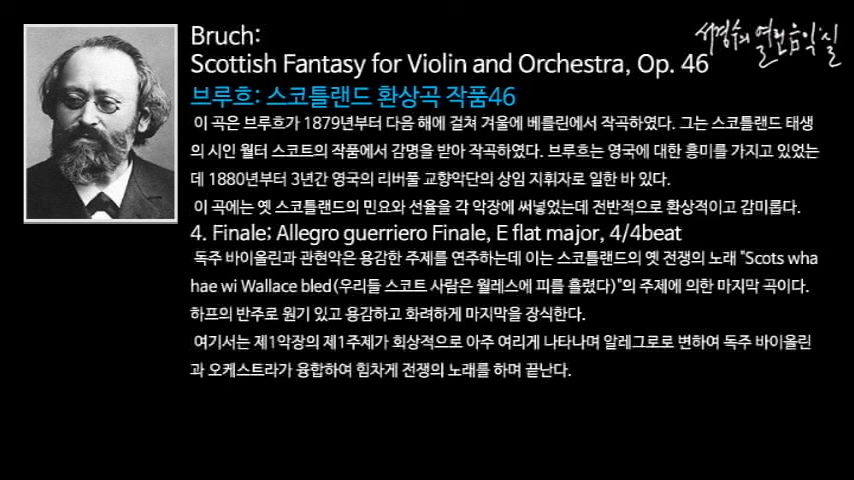 서경수의 열린음악실
Bruch:
Scottish Fantasy for Violin and Orchestra, Op. 46
브루흐: 스코틀랜드 환상곡 작품46
이 곡은 브루흐가 1879년부터 다음 해에 걸쳐 겨울에 베를린에서 작곡하였다. 그는 스코틀랜드 태생
의 시인 월터 스코트의 작품에서 감명을 받아 작곡하였다. 브루흐는 영국에 대한 흥미를 가지고 있었는
데 1880년부터 3년간 영국의 리버풀 교향악단의 상임 지휘자로 일한 바 있다.
이 곡에는 옛 스코틀랜드의 민요와 선율을 각 악장에 써넣었는데 전반적으로 환상적이고 감미롭다.
4. Finale; Allegro guerriero Finale, E flat major, 4/4beat
독주 바이올린과 관현악은 용감한 주제를 연주하는데 이는 스코틀랜드의 옛 전쟁의 노래 "Scots wha
hae wi Wallace bled(우리들 스코트 사람은 월레스에 피를 흘렸다)"의 주제에 의한 마지막 곡이다.
하프의 반주로 원기 있고 용감하고 화려하게 마지막을 장식한다.
여기서는 제1악장의 제1주제가 회상적으로 아주 여리게 나타나며 알레그로로 변하여 독주 바이올린
과 오케스트라가 융합하여 힘차게 전쟁의 노래를 하며 끝난다.